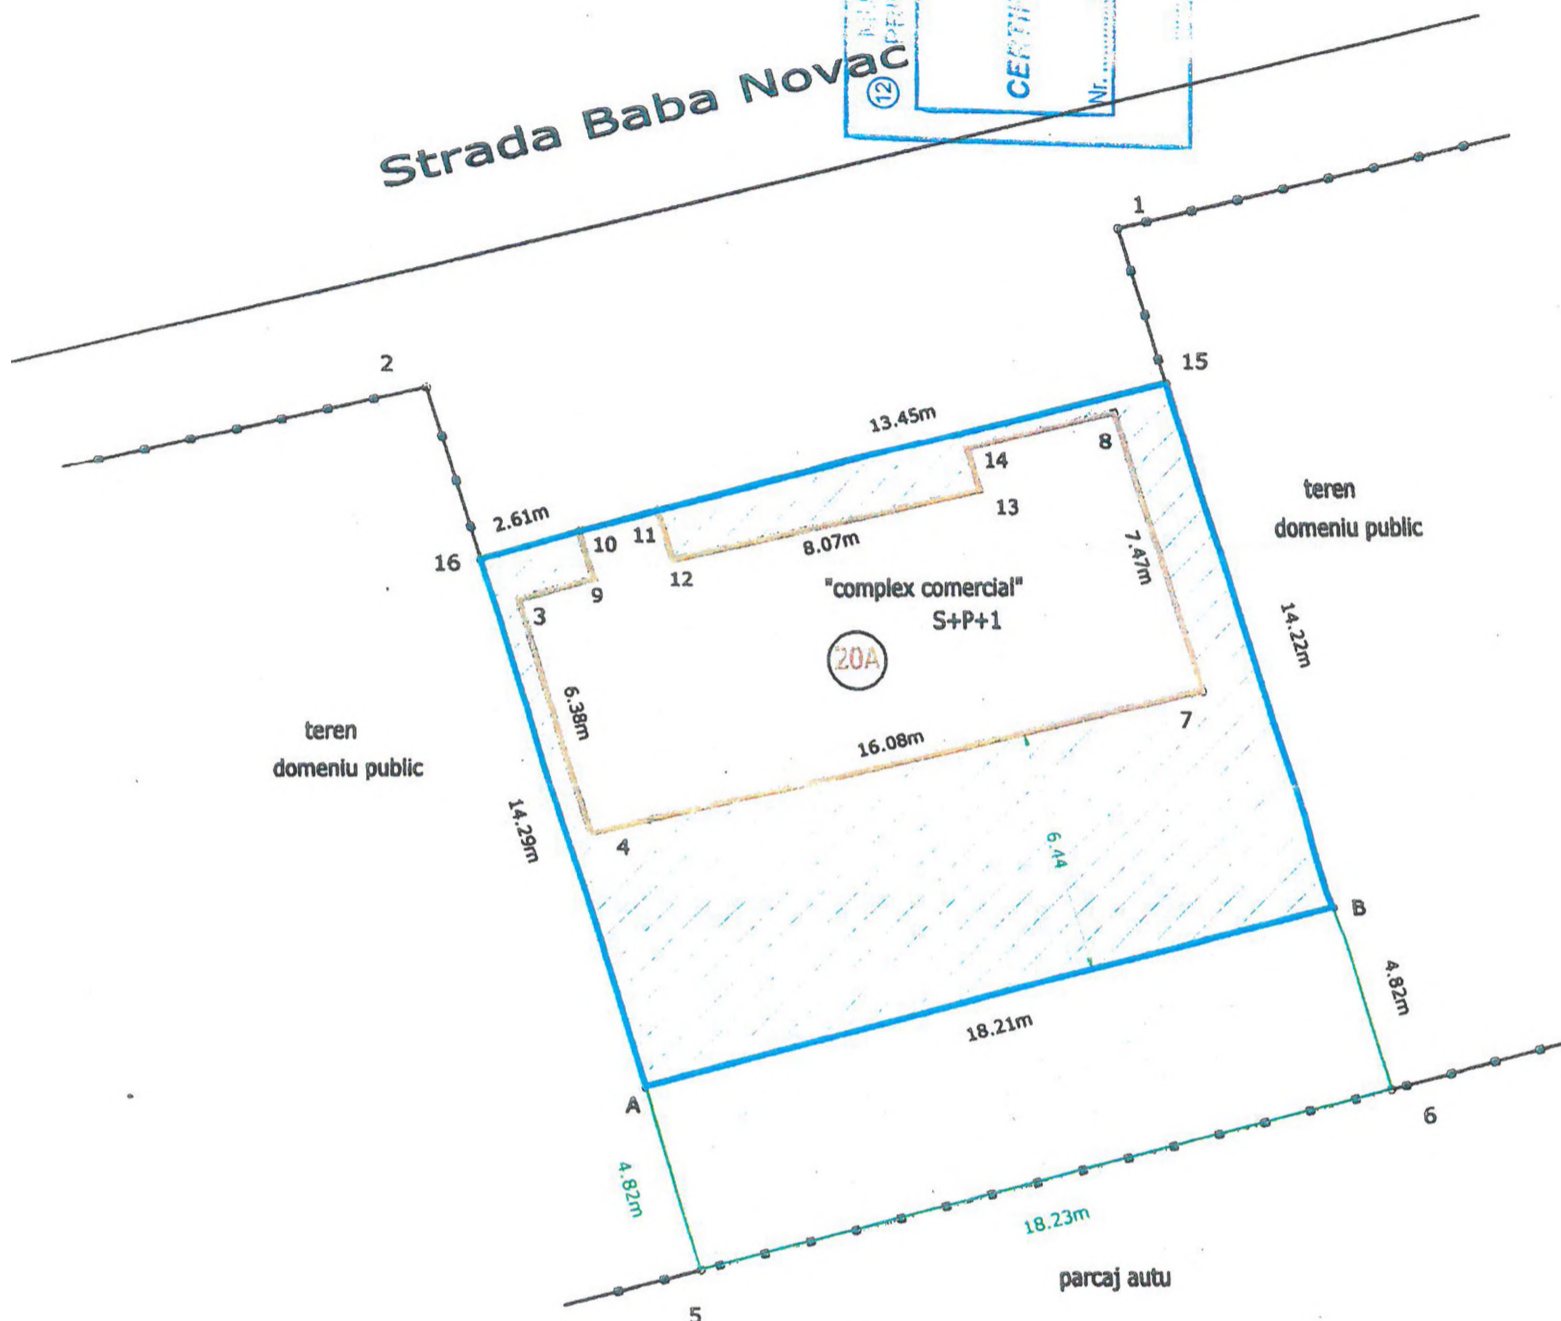 CERTIF
Nr.........
12
Strada Baba Novac
1
2
15
13.45m
8
14
2.61m
13
teren
domeniu public
16
10
11
12
8.07m
7.47m
9
3
"complex comercial"
S+P+1
20A
14.22m
6.38m
7
16.08m
teren
domeniu public
14.29m
4
6.44
B
4.82m
18.21m
A
6
4.82m
18.23m
parcaj autu
5